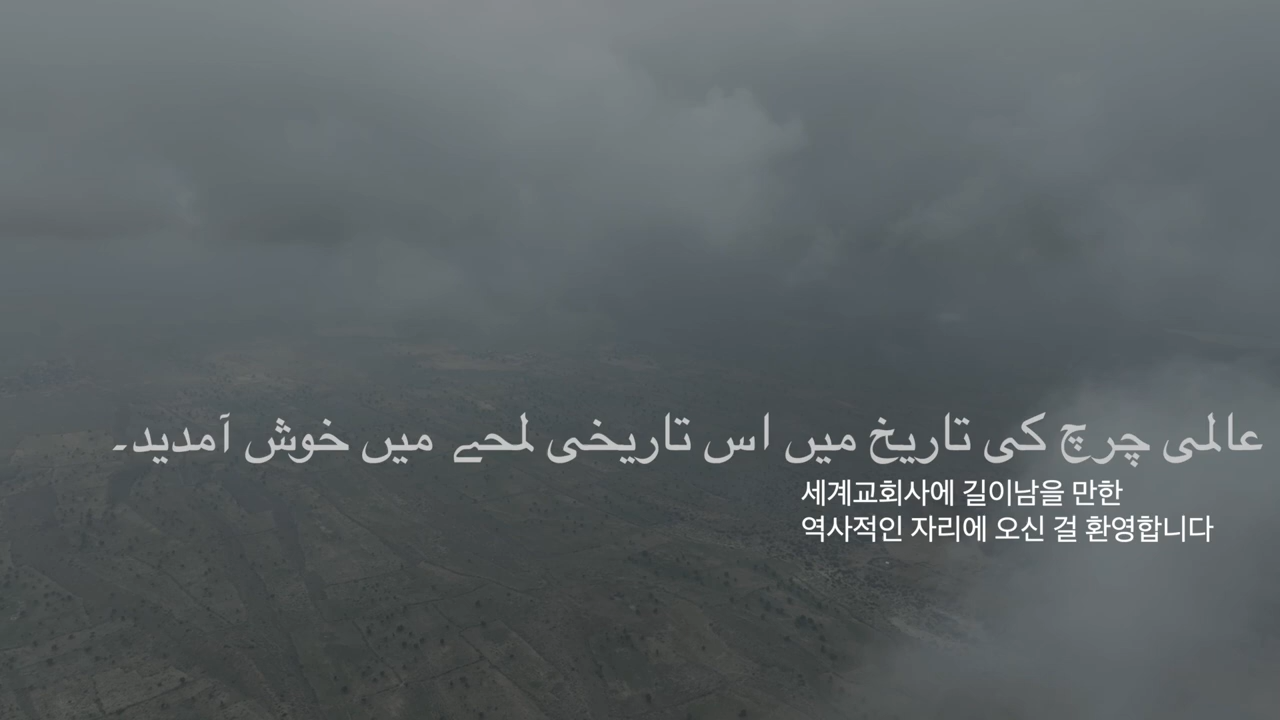 عالمی چرچ کی تاریخ میں اس تاریخی لمحے میں خوش آمدید۔
세계교회사에 길이남을 만한
역사적인 자리에 오신 걸 환영합니다